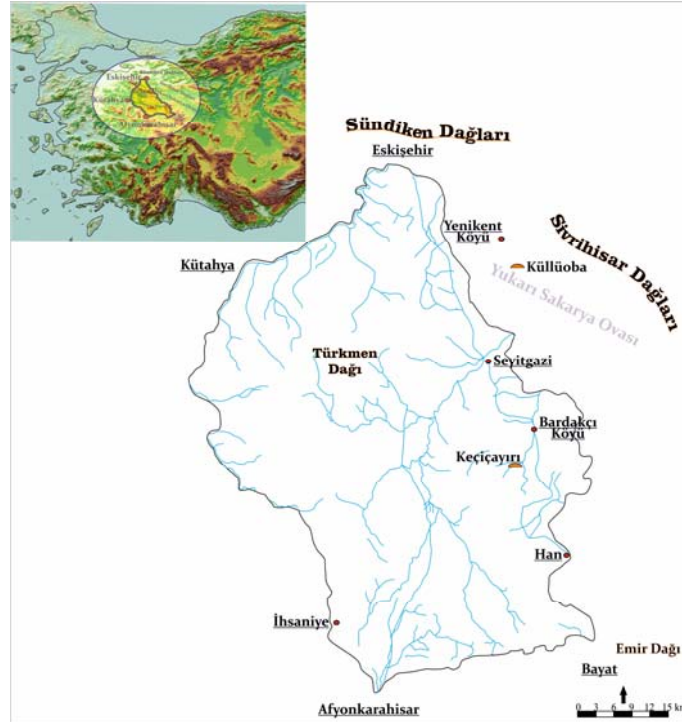 Eskişehir
Kütahya
Afyonkarahisar
Sündiken Dağları
Eskişehir
Yenikent
Köyü
Sivrihisar Dağları
Küllüoba
Kütahya
Yukarı Sakarya Ovası
Türkmen
Dağı
Seyitgazi
Bardakçı
Köyü
Keçiçayırı
Han
İhsaniye
Emir Dağı
Bayat
Afyonkarahisar
0 3 6 9 12 15 km